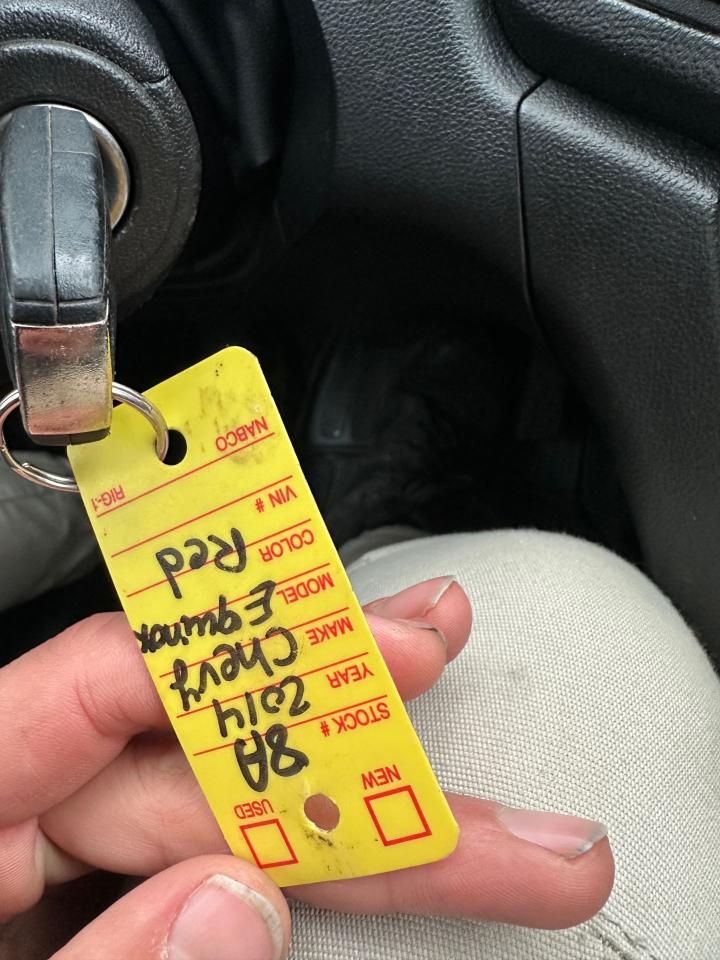 NEW USED
STOCK # 8A
YEAR 2014
MAKE Chevy
MODEL Equinox
COLOR Red
VIN #
NABCO RIG-1